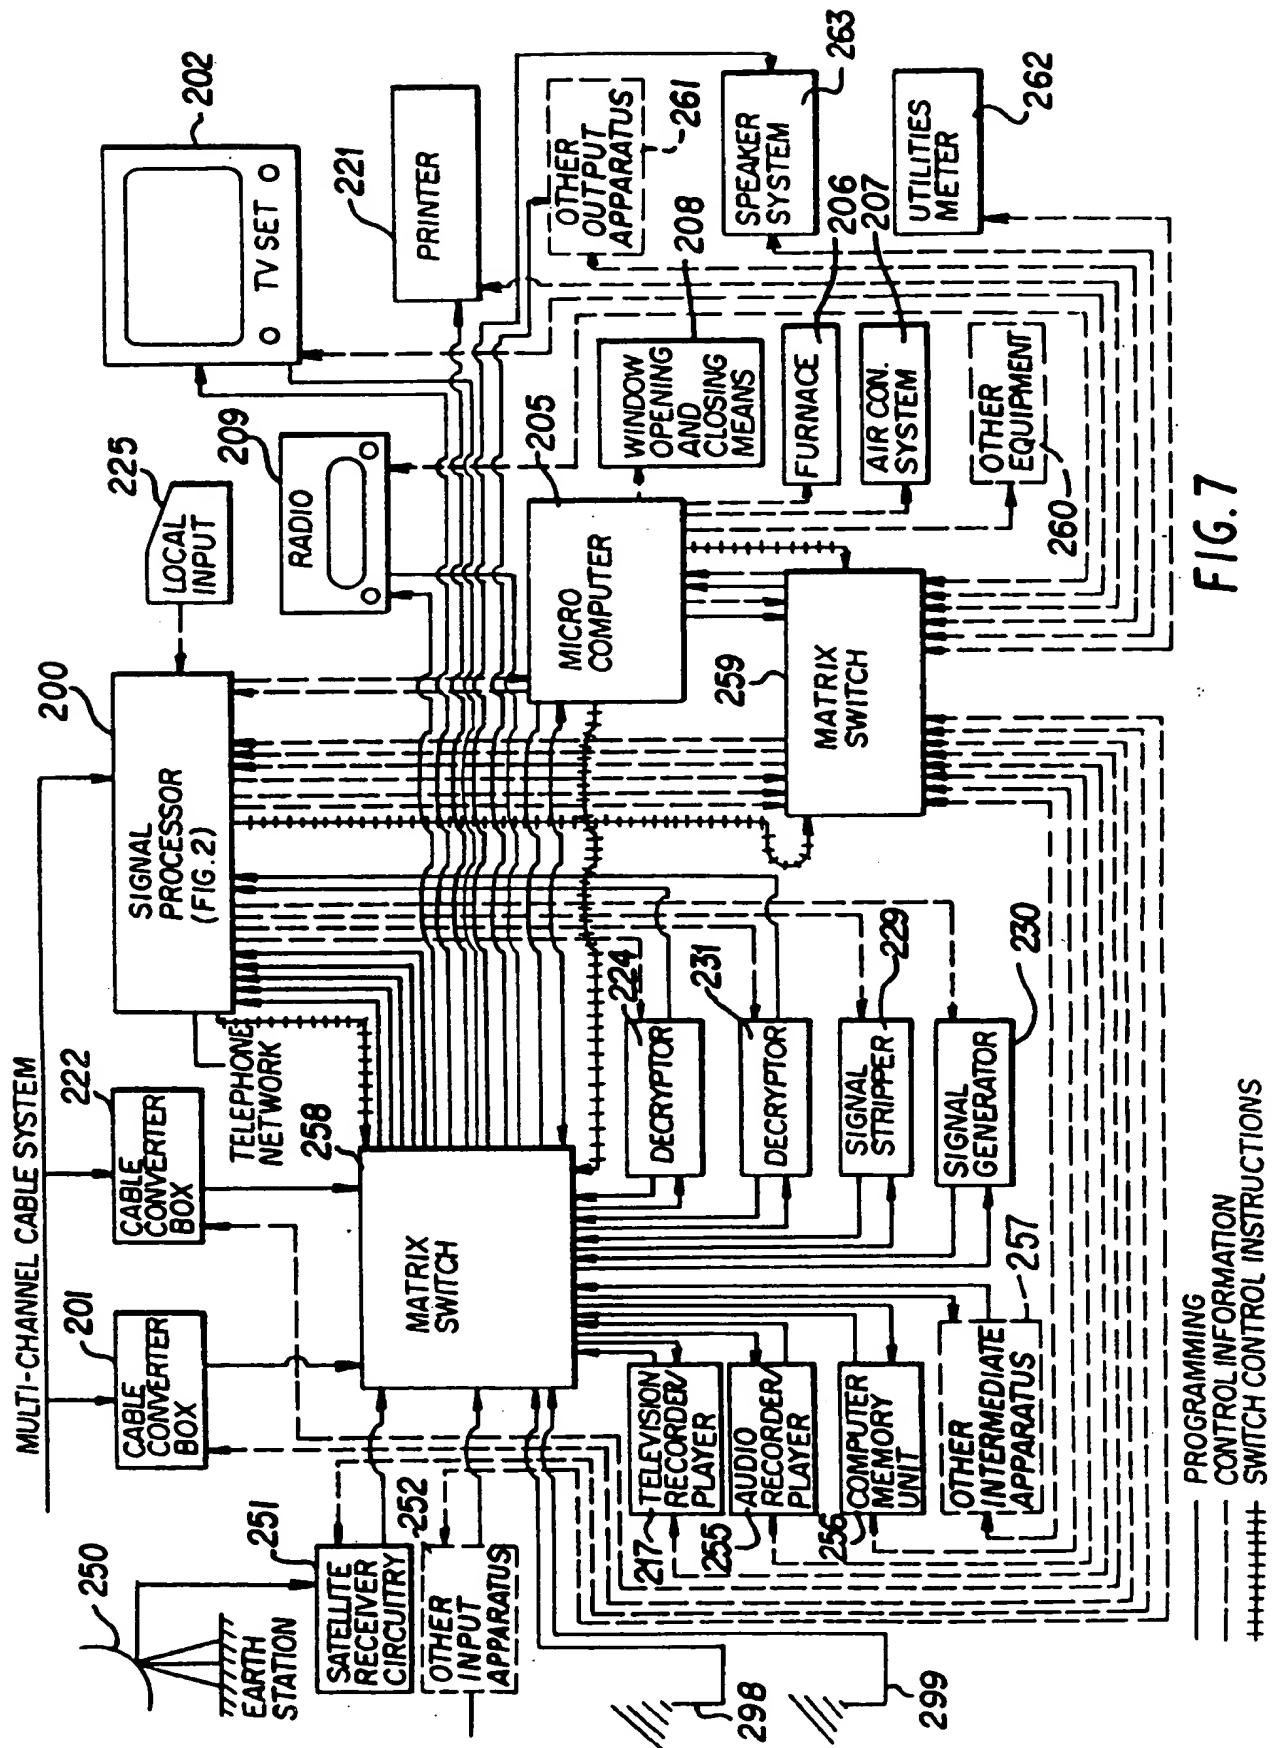 MULTI-CHANNEL CABLE SYSTEM
250
EARTH
STATION
251
SATELLITE
RECEIVER
CIRCUITRY
252
OTHER
INPUT
APPARATUS
298
299
201
CABLE
CONVERTER
BOX
222
CABLE
CONVERTER
BOX
TELEPHONE
NETWORK
258
MATRIX
SWITCH
200
SIGNAL
PROCESSOR
(FIG.2)
225
LOCAL
INPUT
209
RADIO
202
TV SET
221
PRINTER
OTHER
OUTPUT
APPARATUS
261
SPEAKER
SYSTEM
263
UTILITIES
METER
262
205
MICRO
COMPUTER
208
WINDOW
OPENING
AND
CLOSING
MEANS
206
FURNACE
207
AIR CON.
SYSTEM
OTHER
EQUIPMENT
260
259
MATRIX
SWITCH
224
DECRYPTOR
231
DECRYPTOR
229
SIGNAL
STRIPPER
230
SIGNAL
GENERATOR
217
TELEVISION
RECORDER/
PLAYER
255
AUDIO
RECORDER/
PLAYER
256
COMPUTER
MEMORY
UNIT
257
OTHER
INTERMEDIATE
APPARATUS
PROGRAMMING
CONTROL INFORMATION
SWITCH CONTROL INSTRUCTIONS
FIG. 7